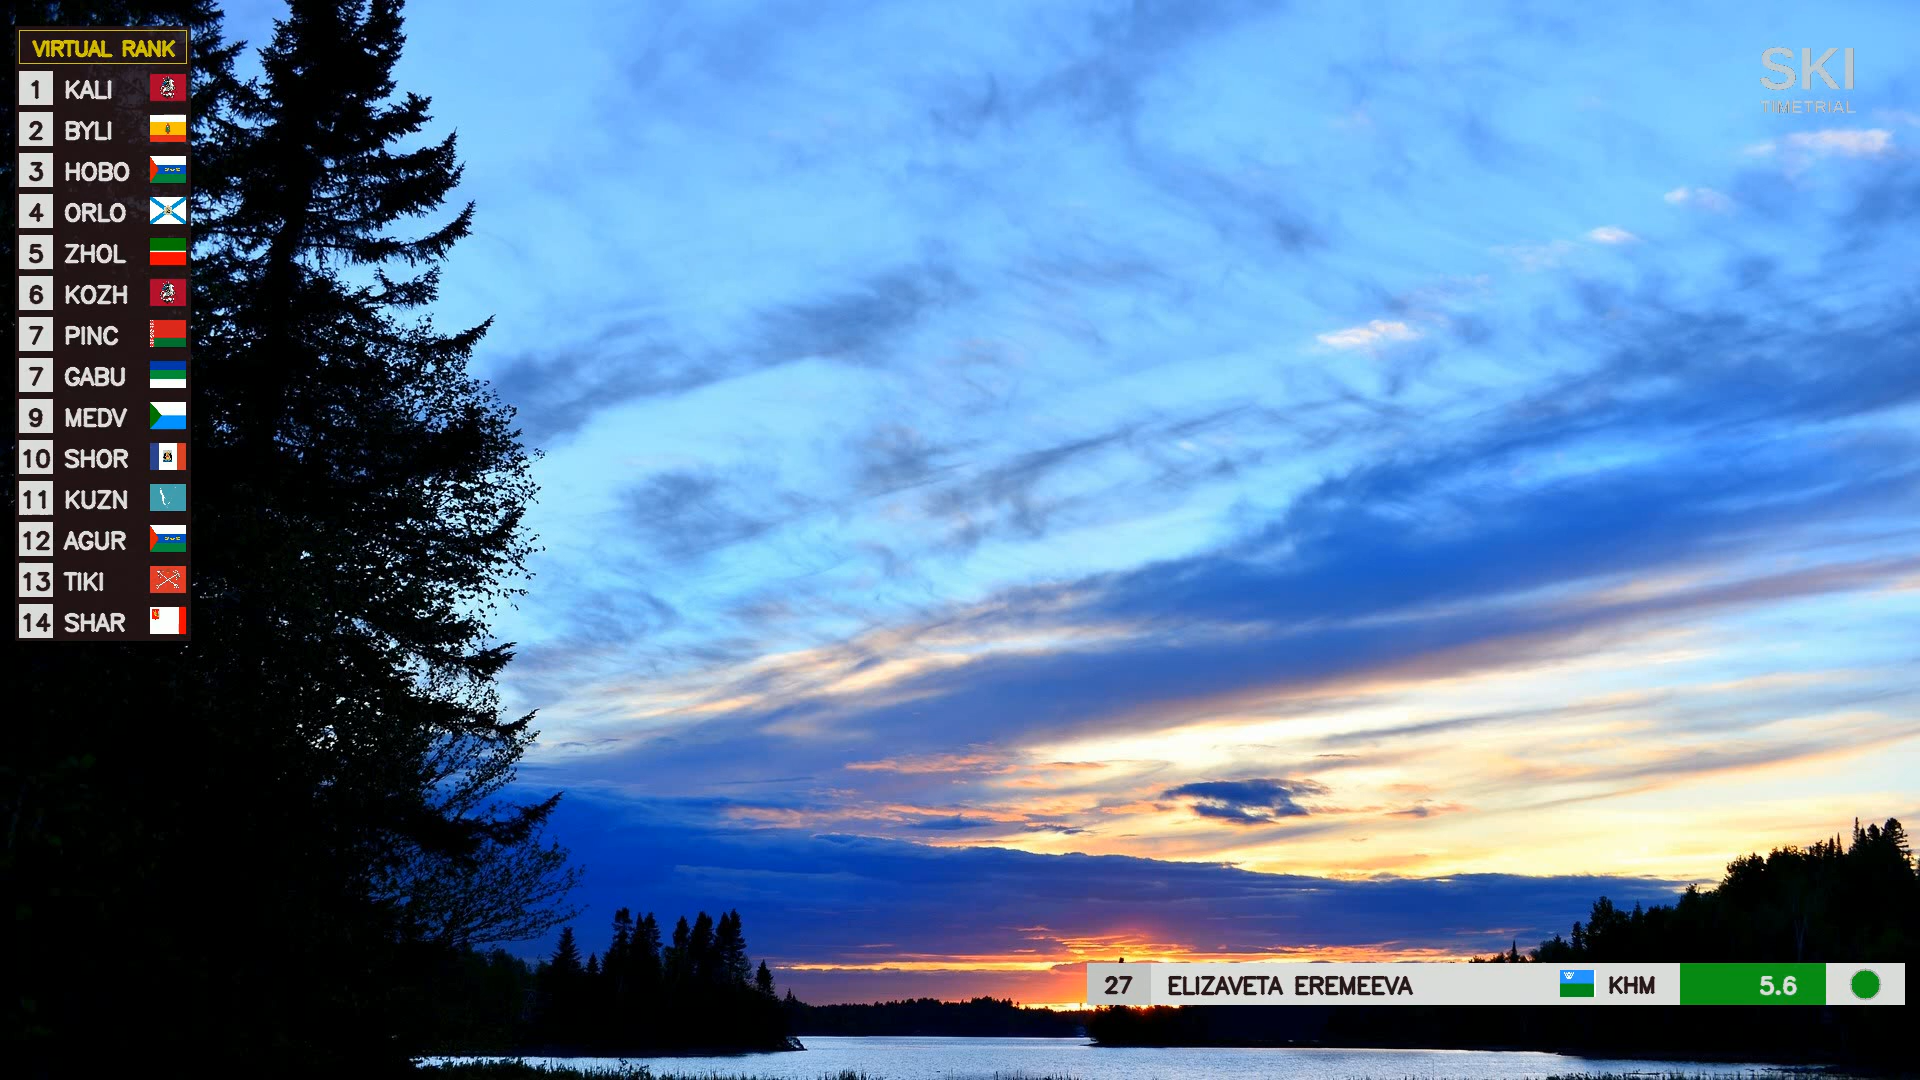 VIRTUAL RANK
1 KALI
2 BYLI
3 HOBO
4 ORLO
5 ZHOL
6 KOZH
7 PINC
7 GABU
9 MEDV
10 SHOR
11 KUZN
12 AGUR
13 TIKI
14 SHAR
SKI
TIMETRIAL
27 ELIZAVETA EREMEEVA KHM 5.6